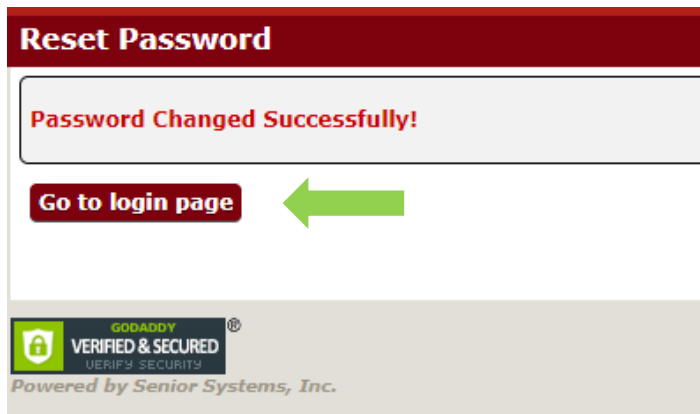 Reset Password
Password Changed Successfully!
Go to login page
GODADDY ®
VERIFIED & SECURED
VERIFY SECURITY
Powered by Senior Systems, Inc.